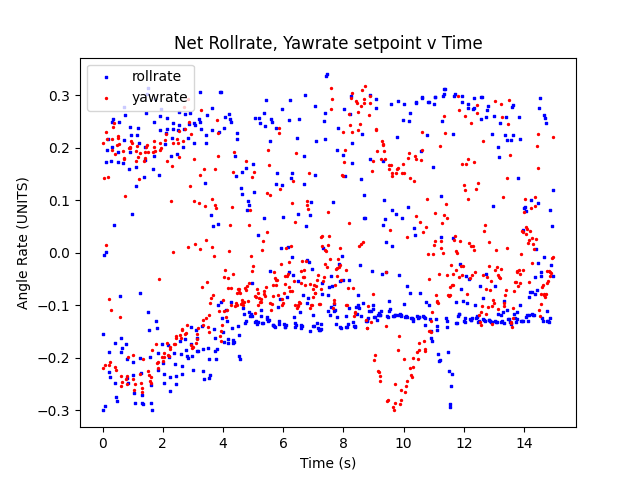 Net Rollrate, Yawrate setpoint v Time
rollrate
yawrate
0.3
0.2
0.1
0.0
−0.1
−0.2
−0.3
Angle Rate (UNITS)
0 2 4 6 8 10 12 14
Time (s)